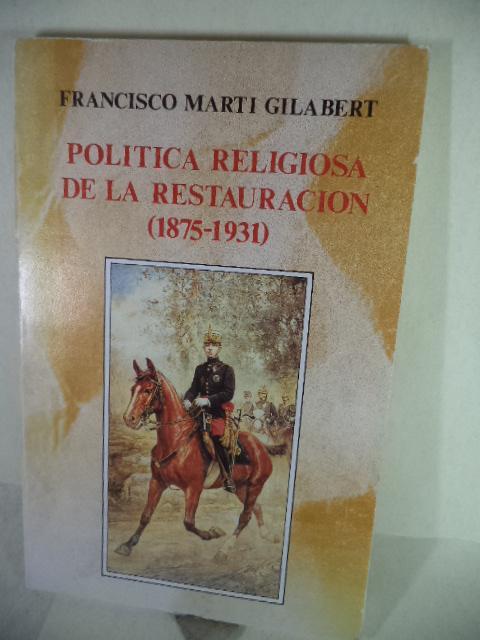 FRANCISCO MARTI GILABERT
POLITICA RELIGIOSA
DE LA RESTAURACION
(1875-1931)